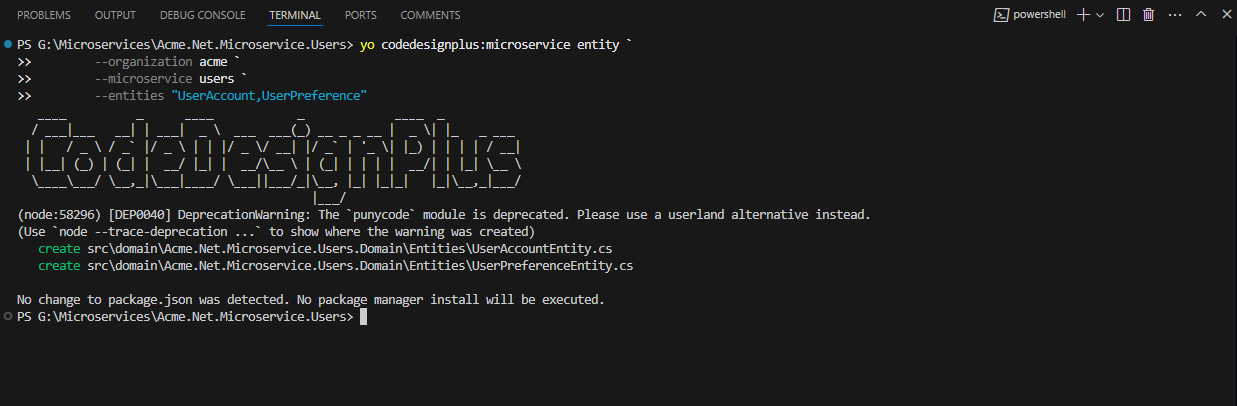 PROBLEMS OUTPUT DEBUG CONSOLE TERMINAL PORTS COMMENTS powershell
PS G:\Microservices\Acme.Net.Microservice.Users> yo codedesignplus:microservice entity `
>> --organization acme `
>> --microservice users `
>> --entities "UserAccount,UserPreference"
CodeDesignPlus
(node:58296) [DEP0040] DeprecationWarning: The `punycode` module is deprecated. Please use a userland alternative instead.
(Use `node --trace-deprecation ...` to show where the warning was created)
create src\domain\Acme.Net.Microservice.Users.Domain\Entities\UserAccountEntity.cs
create src\domain\Acme.Net.Microservice.Users.Domain\Entities\UserPreferenceEntity.cs
No change to package.json was detected. No package manager install will be executed.
PS G:\Microservices\Acme.Net.Microservice.Users>